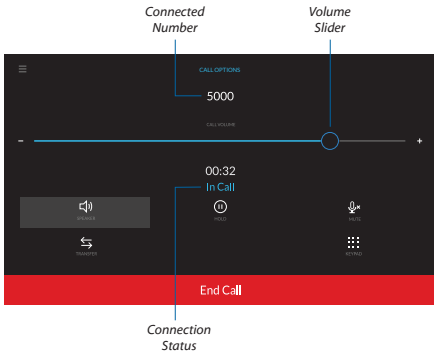 Connected
Number
Volume
Slider
CALL OPTIONS
5000
CALL VOLUME
- +
00:32
In Call
SPEAKER HOLD MUTE
TRANSFER KEYPAD
End Call
Connection
Status